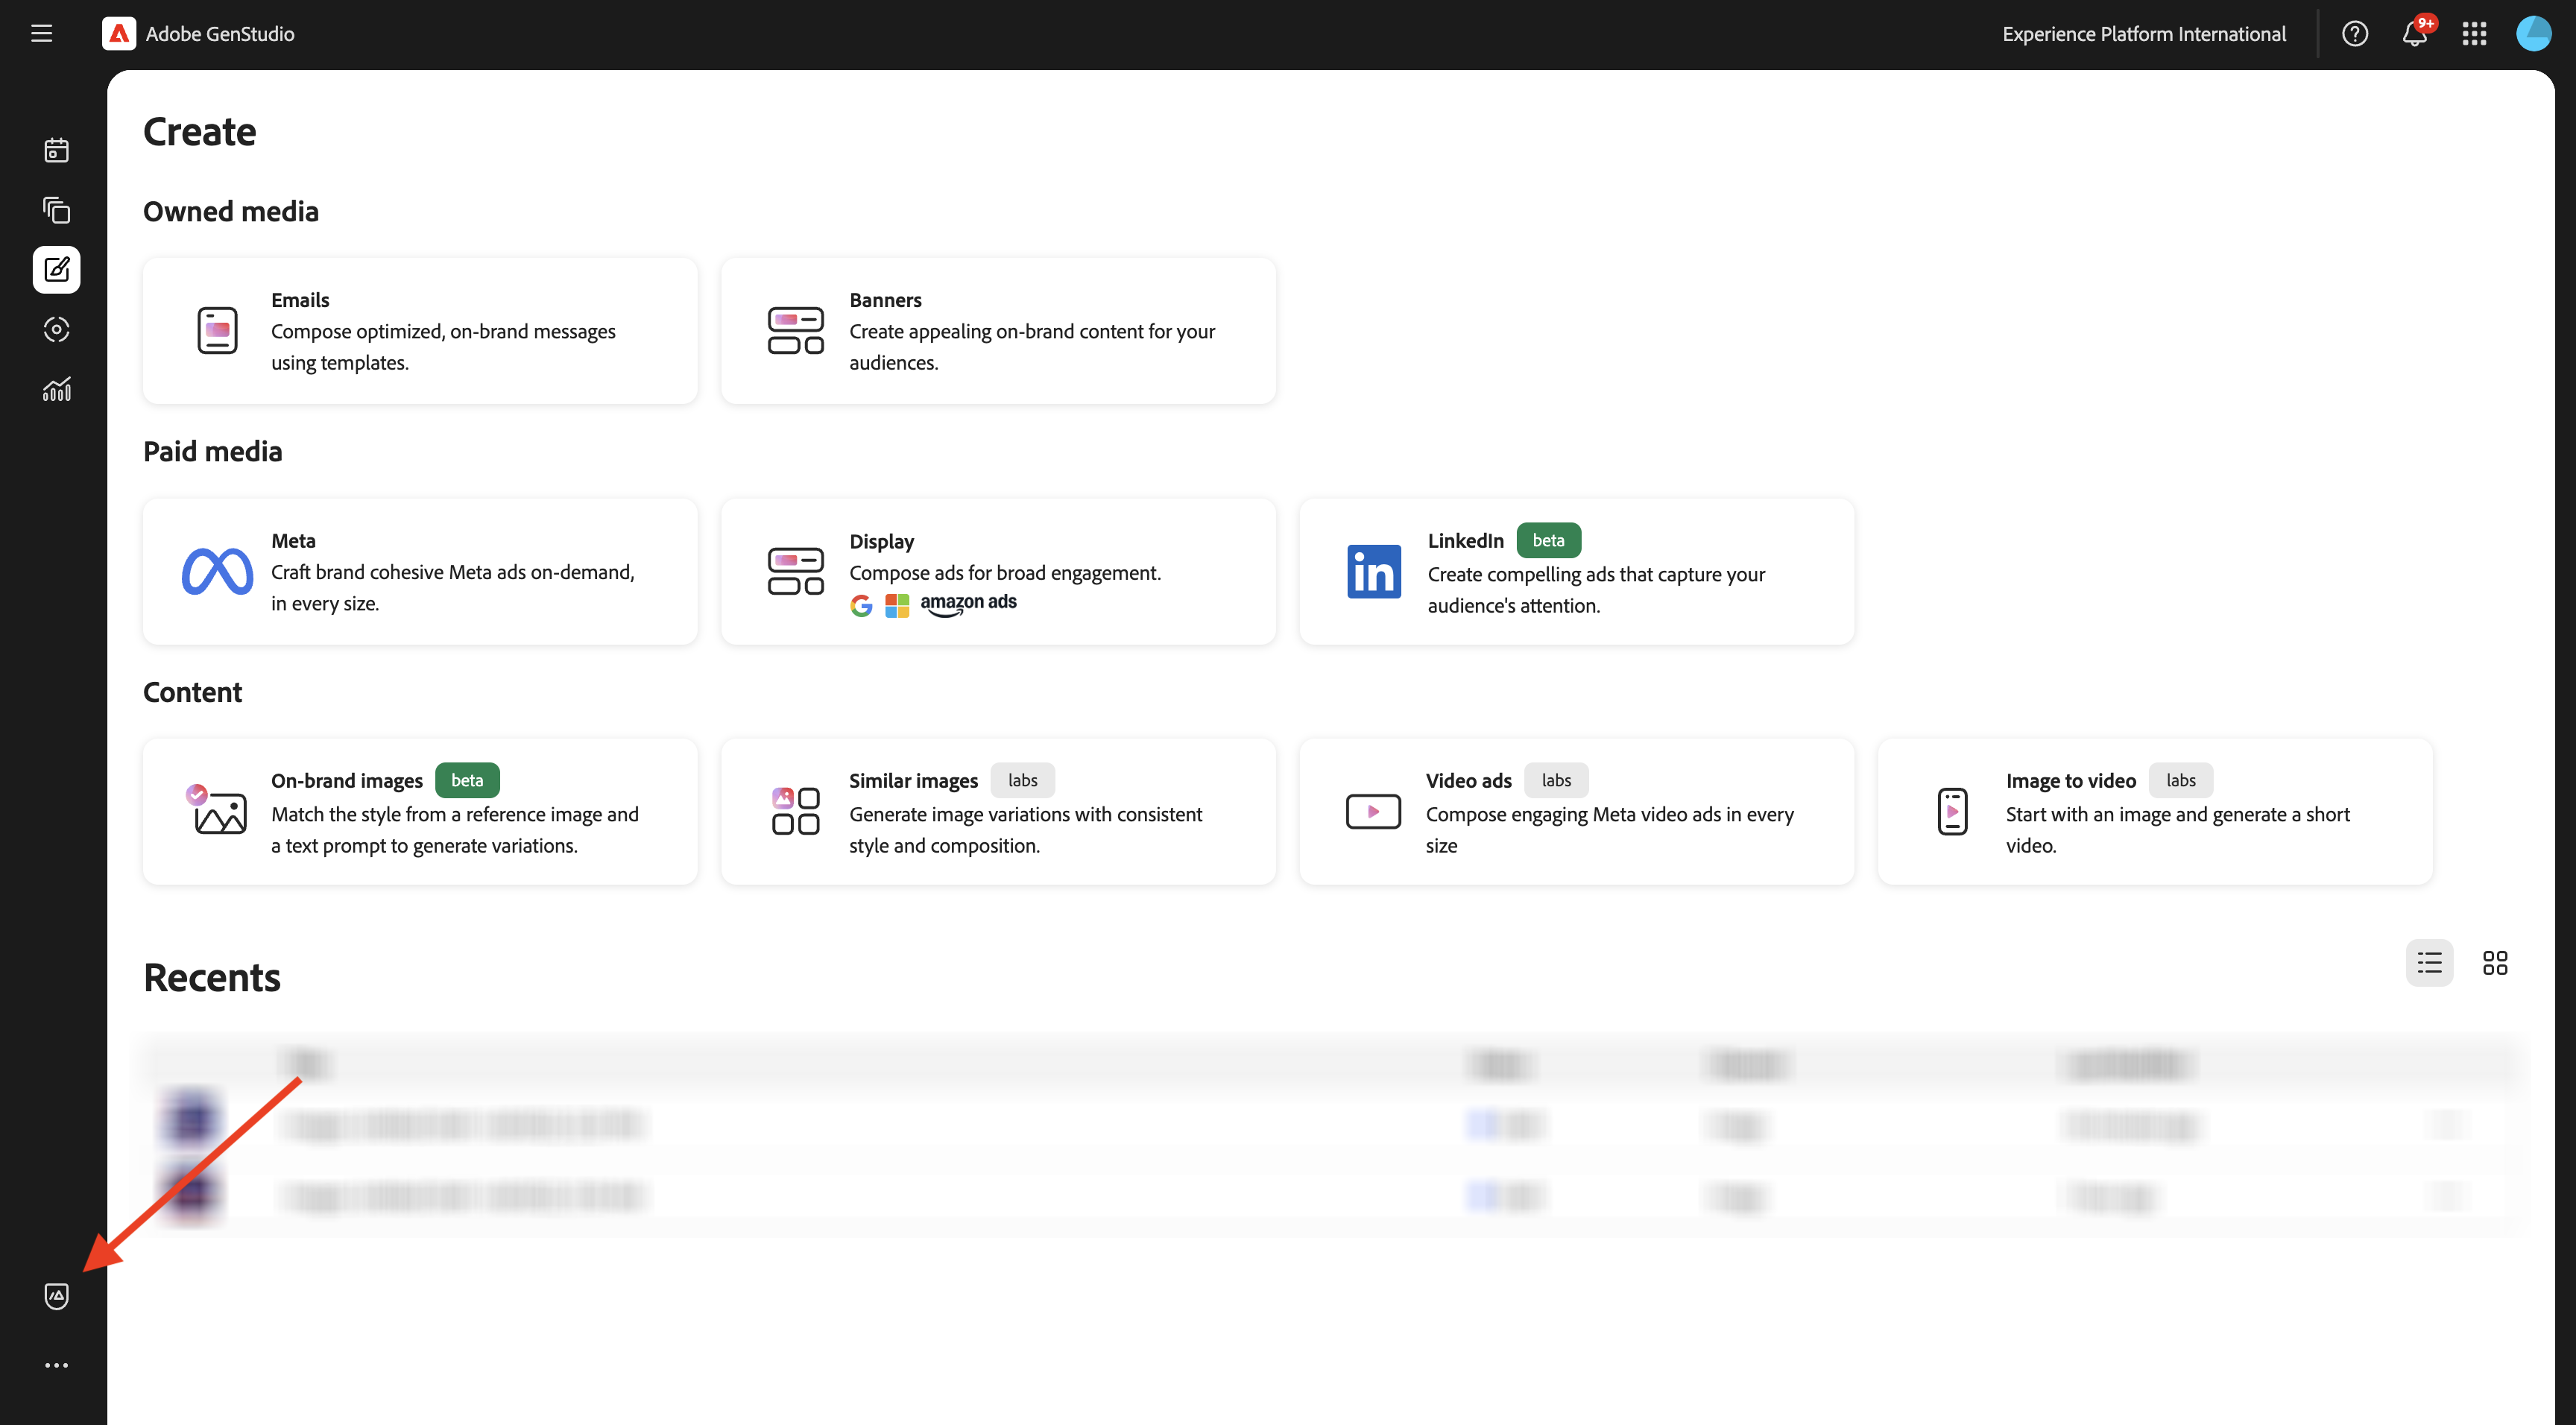 Adobe GenStudio
Experience Platform International
9+
Create
Owned media
Emails
Compose optimized, on-brand messages
using templates.
Banners
Create appealing on-brand content for your
audiences.
Paid media
Meta
Craft brand cohesive Meta ads on-demand,
in every size.
Display
Compose ads for broad engagement.
amazon ads
LinkedIn beta
in
Create compelling ads that capture your
audience's attention.
Content
On-brand images beta
Match the style from a reference image and
a text prompt to generate variations.
Similar images labs
Generate image variations with consistent
style and composition.
Video ads labs
Compose engaging Meta video ads in every
size
Image to video labs
Start with an image and generate a short
video.
Recents